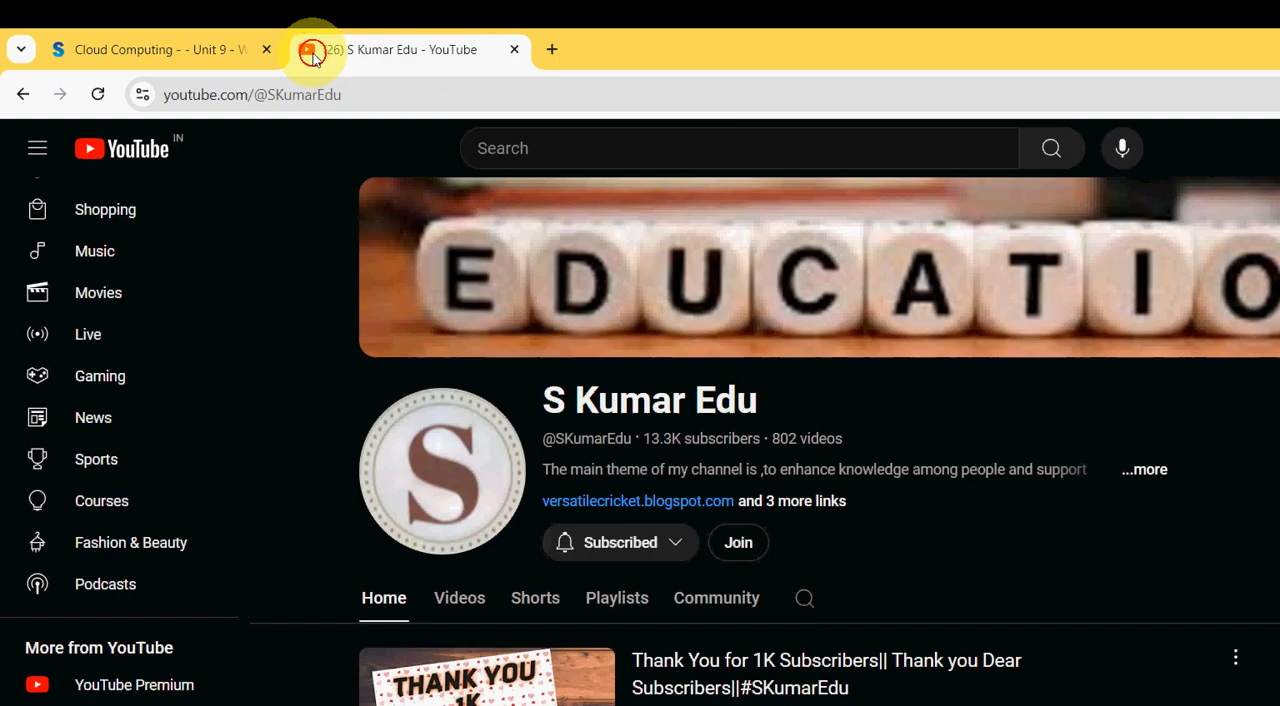 Cloud Computing - - Unit 9 - W
(26) S Kumar Edu - YouTube
youtube.com/@SKumarEdu
YouTube IN
Search
Shopping
Music
Movies
Live
Gaming
News
Sports
Courses
Fashion & Beauty
Podcasts
More from YouTube
YouTube Premium
EDUCATIO
S
S Kumar Edu
@SKumarEdu · 13.3K subscribers · 802 videos
The main theme of my channel is ,to enhance knowledge among people and support ...more
versatilecricket.blogspot.com and 3 more links
Subscribed
Join
Home Videos Shorts Playlists Community
THANK YOU
1K
Thank You for 1K Subscribers|| Thank you Dear
Subscribers||#SKumarEdu